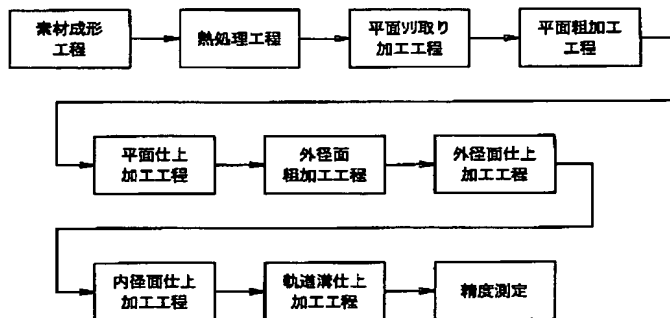 素材成形
工程
熱処理工程
平面ソリ取り
加工工程
平面粗加工
工程
平面仕上
加工工程
外径面
粗加工工程
外径面仕上
加工工程
内径面仕上
加工工程
軌道溝仕上
加工工程
精度測定